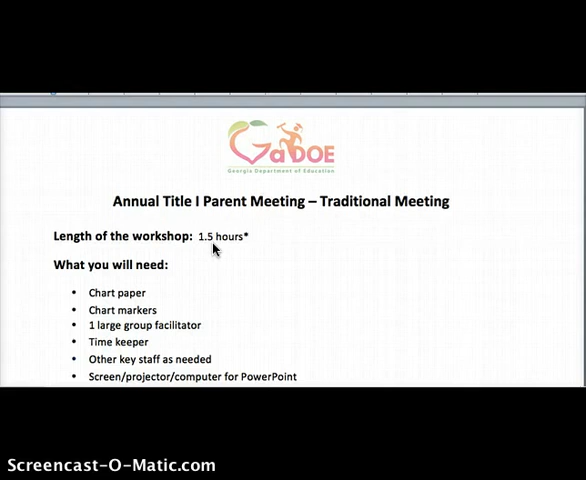 GaDOE
Georgia Department of Education
Annual Title I Parent Meeting – Traditional Meeting
Length of the workshop: 1.5 hours*
What you will need:
• Chart paper
• Chart markers
• 1 large group facilitator
• Time keeper
• Other key staff as needed
• Screen/projector/computer for PowerPoint
Screencast-O-Matic.com